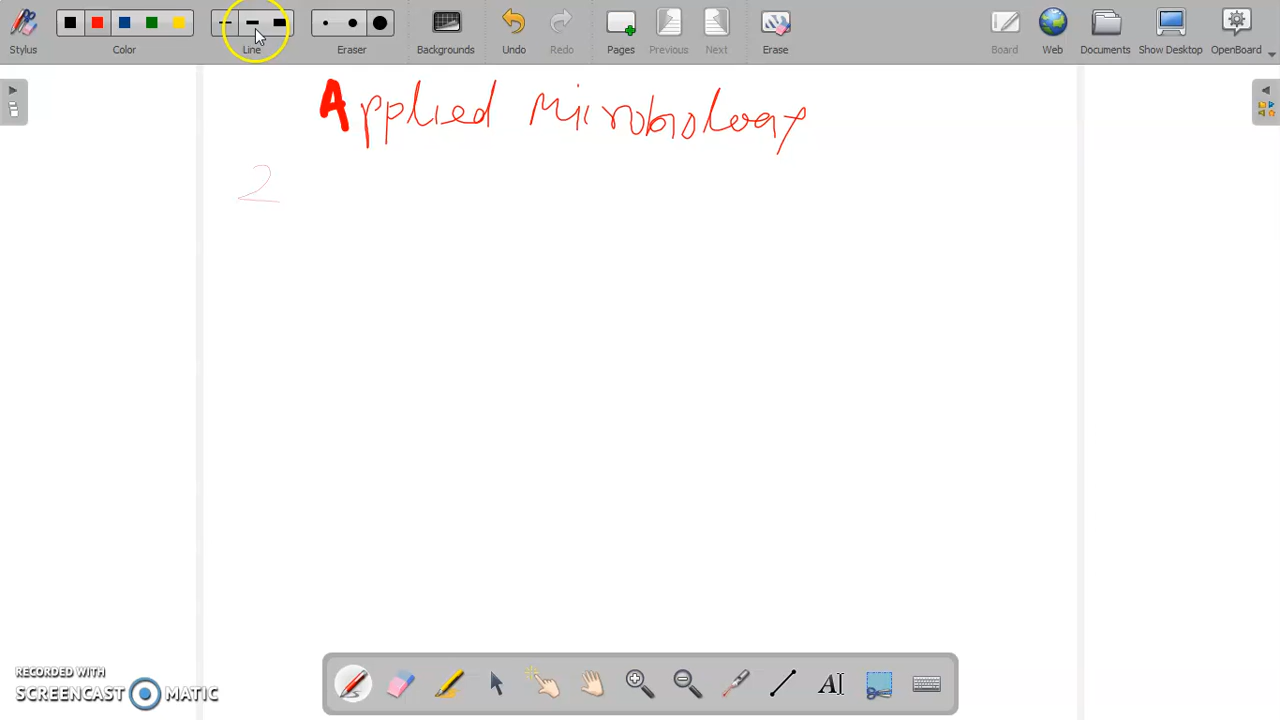 Stylus Color Line Eraser Backgrounds Undo Redo Pages Previous Next Erase Board Web Documents Show Desktop OpenBoard
Applied Microbiology
2
RECORDED WITH
SCREENCAST MATIC